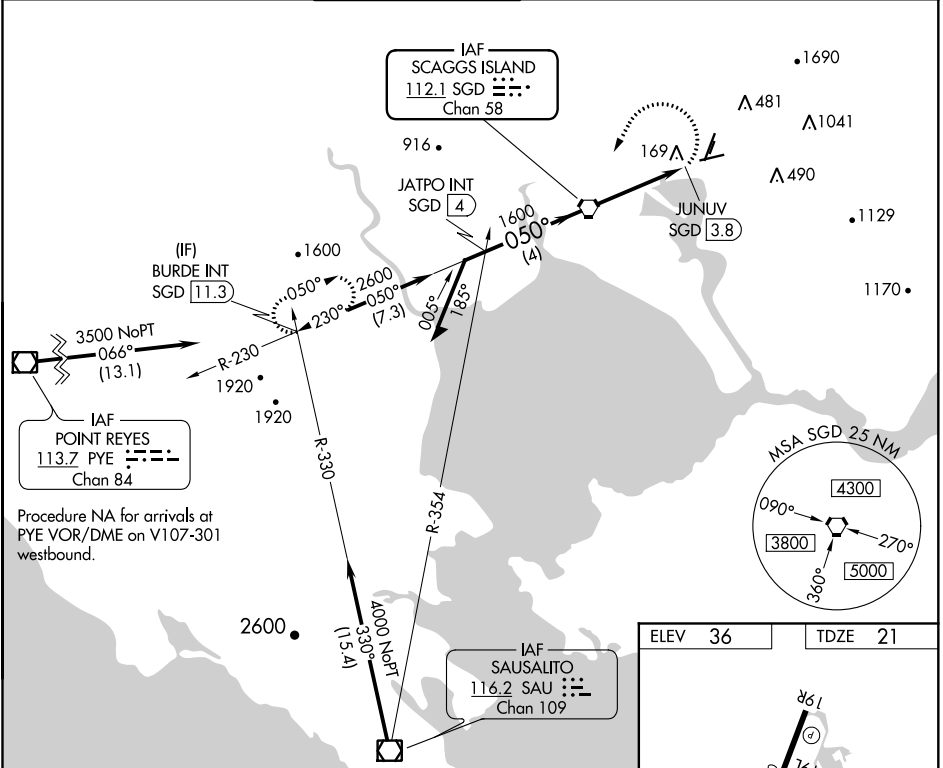 IAF
SCAGGS ISLAND
112.1 SGD
Chan 58
1690
481
1041
916
169
490
JATPO INT
SGD 4
JUNUV
SGD 3.8
1129
1170
1600
050°
(4)
(IF)
BURDE INT
SGD 11.3
1600
050°
2600
230°
050°
(7.3)
005°
185°
3500 NoPT
066°
(13.1)
R-230
1920
1920
IAF
POINT REYES
113.7 PYE
Chan 84
Procedure NA for arrivals at
PYE VOR/DME on V107-301
westbound.
R-330
R-354
MSA SGD 25 NM
4300
090°
3800
270°
5000
360°
2600
4000 NoPT
330°
(15.4)
IAF
SAUSALITO
116.2 SAU
Chan 109
ELEV 36
TDZE 21
19R
P
19L